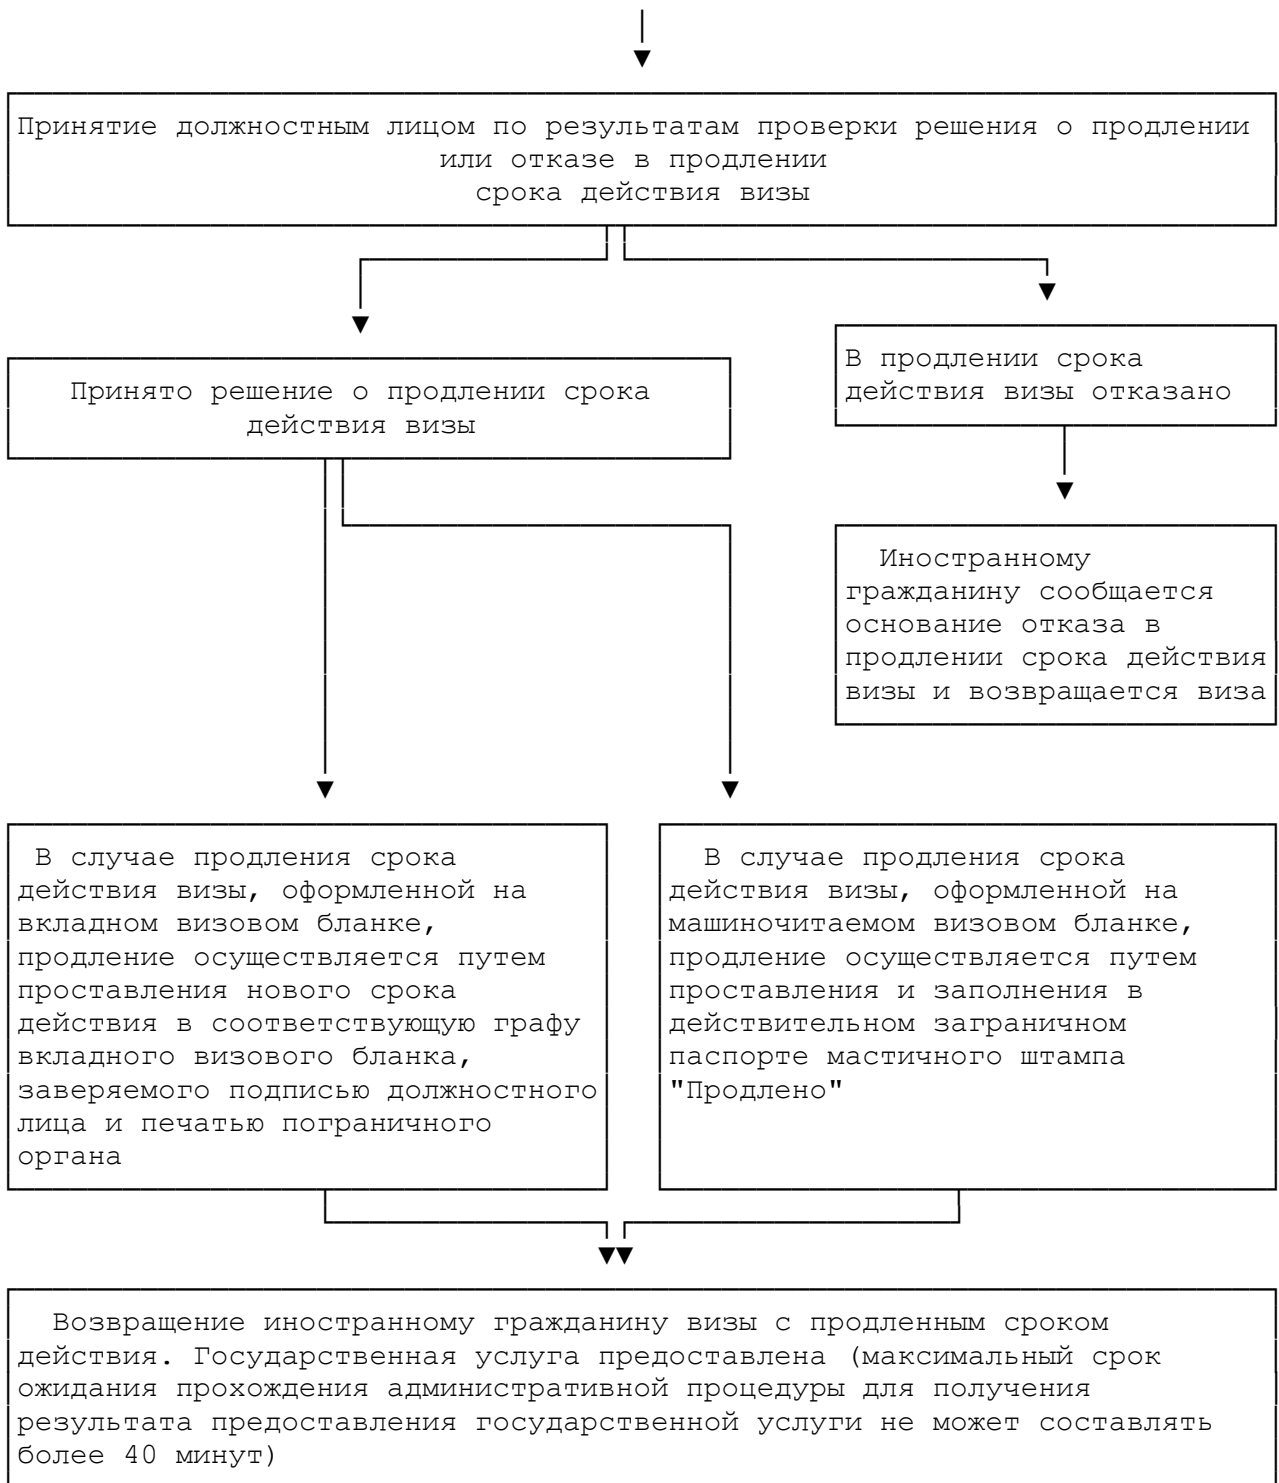 Принятие должностным лицом по результатам проверки решения о продлении
или отказе в продлении
срока действия визы
Принято решение о продлении срока
действия визы
В продлении срока
действия визы отказано
Иностранному
гражданину сообщается
основание отказа в
продлении срока действия
визы и возвращается виза
В случае продления срока
действия визы, оформленной на
вкладном визовом бланке,
продление осуществляется путем
проставления нового срока
действия в соответствующую графу
вкладного визового бланка,
заверяемого подписью должностного
лица и печатью пограничного
органа
В случае продления срока
действия визы, оформленной на
машиночитаемом визовом бланке,
продление осуществляется путем
проставления и заполнения в
действительном заграничном
паспорте мастичного штампа
"Продлено"
Возвращение иностранному гражданину визы с продленным сроком
действия. Государственная услуга предоставлена (максимальный срок
ожидания прохождения административной процедуры для получения
результата предоставления государственной услуги не может составлять
более 40 минут)